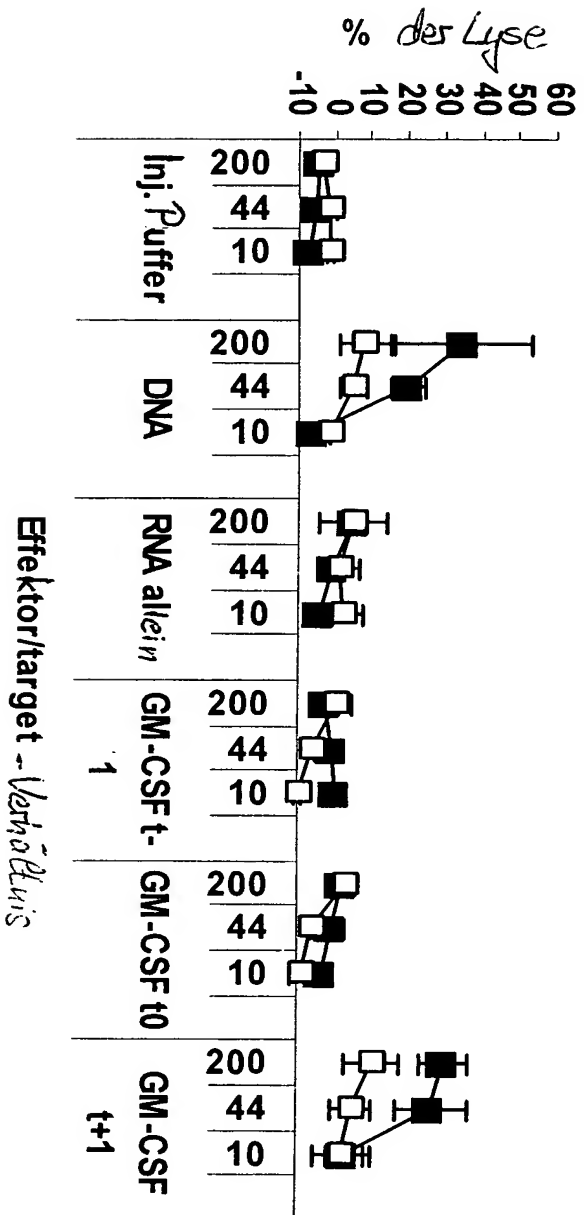 % der Lyse
60
50
40
30
20
10
0
-10
200 44 10 200 44 10 200 44 10 200 44 10 200 44 10 200 44 10
Inj. Puffer DNA RNA allein GM-CSF t- GM-CSF t0 GM-CSF
1 t+1
Effektor/target - Verhältnis